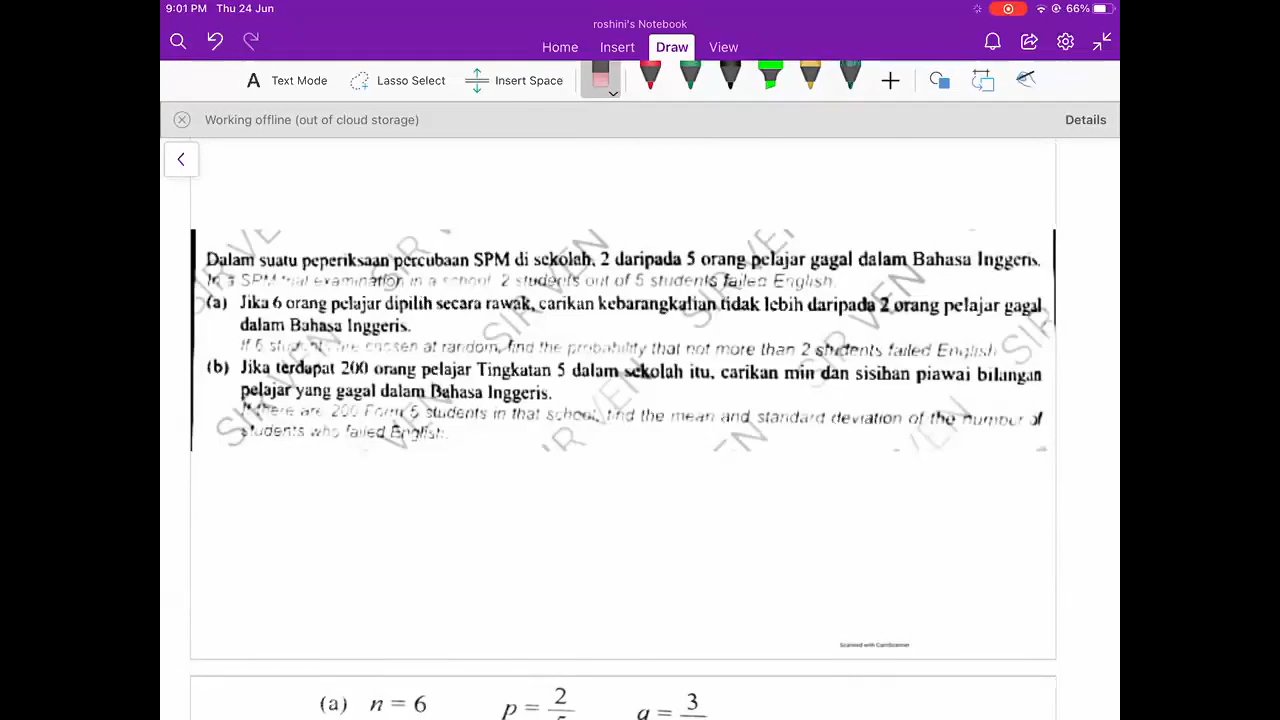 9:01 PM Thu 24 Jun
66%
roshini's Notebook
Home Insert Draw View
A Text Mode Lasso Select Insert Space
Working offline (out of cloud storage) Details
Dalam suatu peperiksaan percubaan SPM di sekolah, 2 daripada 5 orang pelajar gagal dalam Bahasa Inggeris.
In a SPM trial examination in a school, 2 students out of 5 students failed English.
(a) Jika 6 orang pelajar dipilih secara rawak, carikan kebarangkalian tidak lebih daripada 2 orang pelajar gagal
dalam Bahasa Inggeris.
If 6 students are chosen at random, find the probability that not more than 2 students failed English
(b) Jika terdapat 200 orang pelajar Tingkatan 5 dalam sekolah itu, carikan min dan sisihan piawai bilangan
pelajar yang gagal dalam Bahasa Inggeris.
If there are 200 Form 5 students in that school, find the mean and standard deviation of the number of
students who failed English.
SIR VEN
Scanned with CamScanner
(a) n = 6 p = 2/5 q = 3/